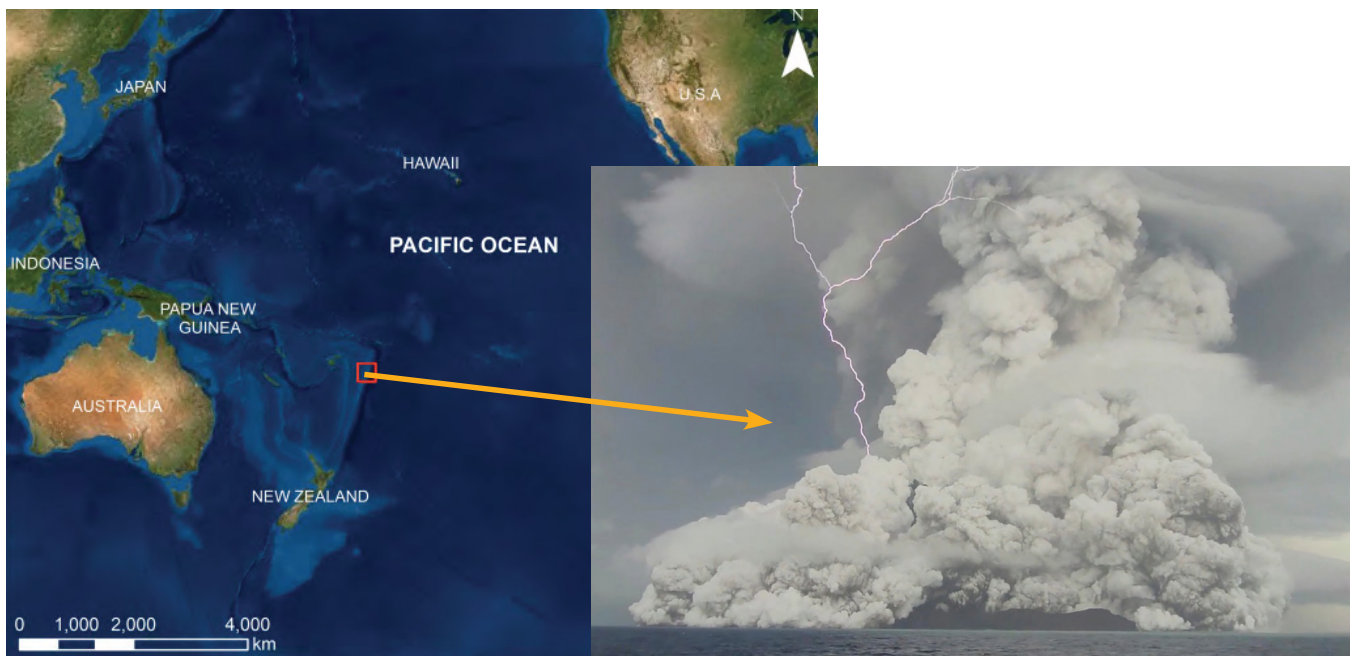 N
JAPAN
U.S.A
HAWAII
PACIFIC OCEAN
INDONESIA
PAPUA NEW
GUINEA
AUSTRALIA
NEW ZEALAND
0 1,000 2,000 4,000
km